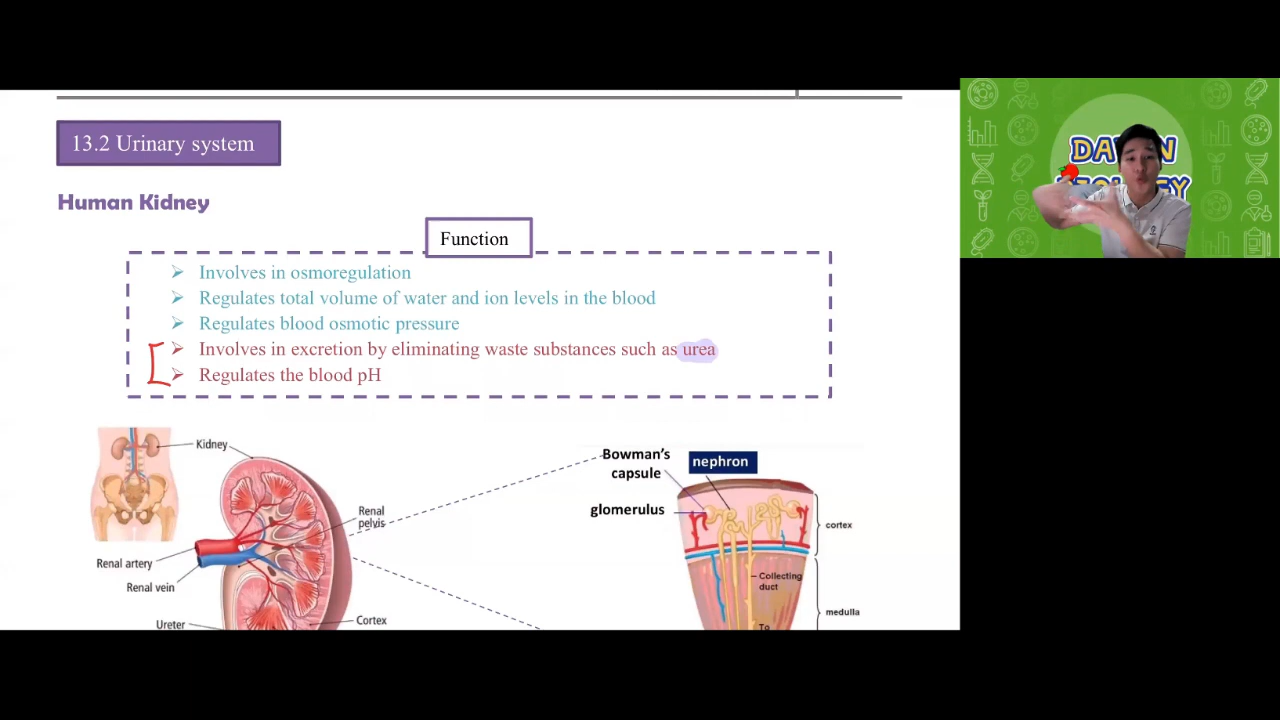 13.2 Urinary system
Human Kidney
Function
Involves in osmoregulation
Regulates total volume of water and ion levels in the blood
Regulates blood osmotic pressure
Involves in excretion by eliminating waste substances such as urea
Regulates the blood pH
Kidney
Renal
pelvis
Renal artery
Renal vein
Ureter
Cortex
Bowman's
capsule
nephron
glomerulus
cortex
Collecting
duct
medulla
To